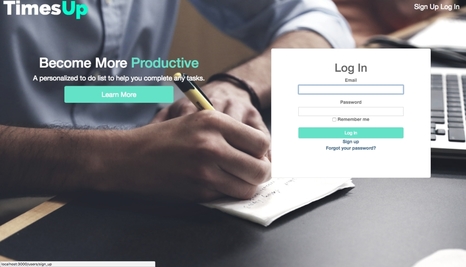 TimesUp
Sign Up Log In
Become More Productive
A personalized to do list to help you complete any tasks.
Learn More
Log In
Email
Password
Remember me
Log in
Sign up
Forgot your password?
localhost:3000/users/sign_up